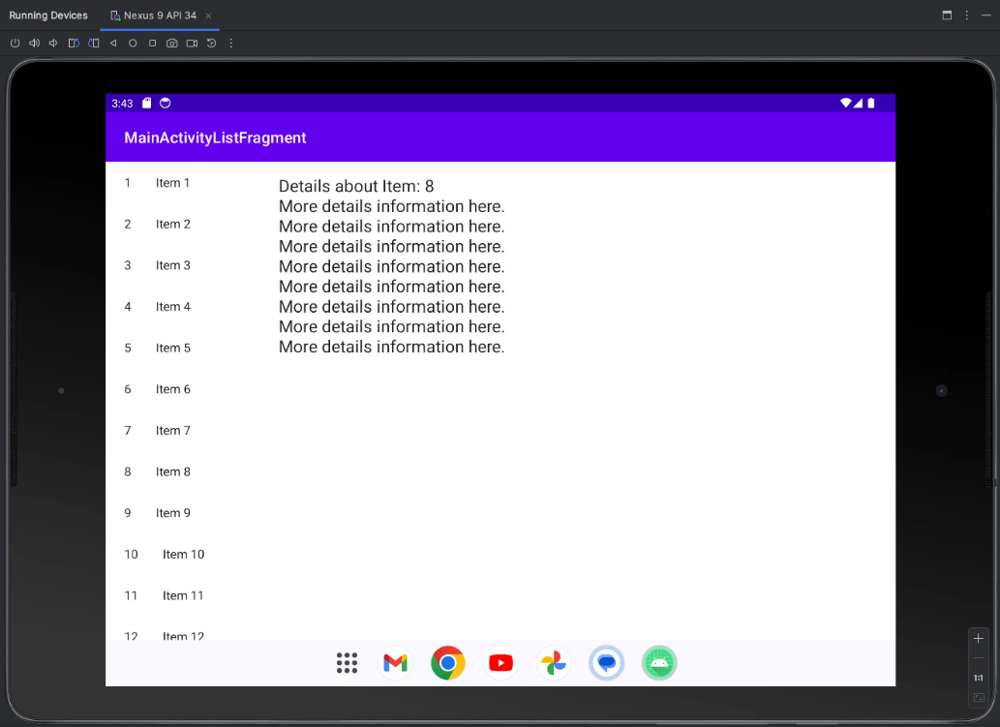 Running Devices Nexus 9 API 34
3:43
MainActivityListFragment
1 Item 1
2 Item 2
3 Item 3
4 Item 4
5 Item 5
6 Item 6
7 Item 7
8 Item 8
9 Item 9
10 Item 10
11 Item 11
12 Item 12
Details about Item: 8
More details information here.
More details information here.
More details information here.
More details information here.
More details information here.
More details information here.
More details information here.
More details information here.
1:1